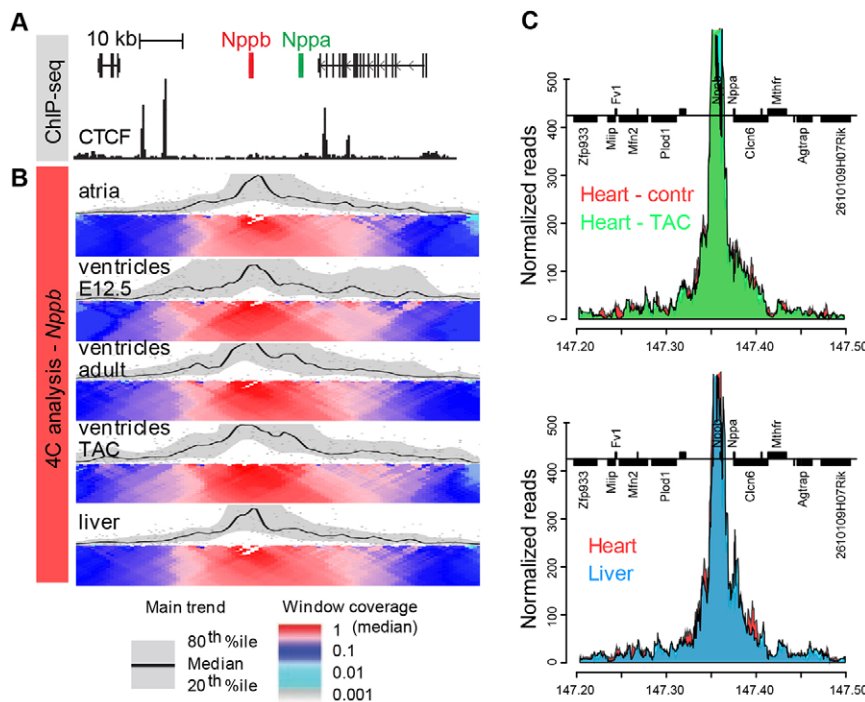 A
10 kb
Nppb
Nppa
ChIP-seq
CTCF
B
4C analysis - Nppb
atria
ventricles
E12.5
ventricles
adult
ventricles
TAC
liver
Main trend
80th %ile
Median
20th %ile
Window coverage
(median)
1
0.1
0.01
0.001
C
Normalized reads
500
400
300
200
100
0
Zfp933
Miip
Fv1
Mfn2
Plod1
Nppb
Nppa
Clcn6
Mthfr
Agtrap
2610109H07Rik
Heart - contr
Heart - TAC
147.20
147.30
147.40
147.50
Normalized reads
500
400
300
200
100
0
Zfp933
Miip
Fv1
Mfn2
Plod1
Nppb
Nppa
Clcn6
Mthfr
Agtrap
2610109H07Rik
Heart
Liver
147.20
147.30
147.40
147.50